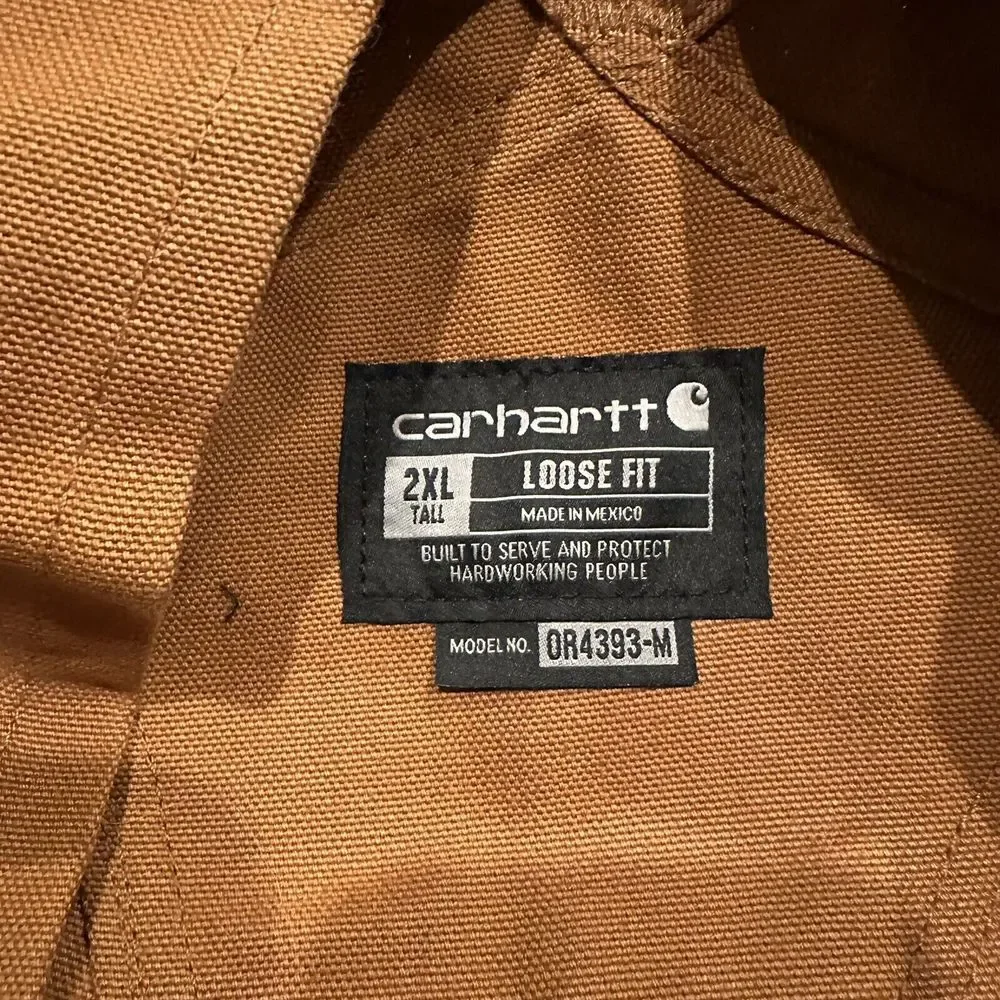 carhartt
2XL
TALL
LOOSE FIT
MADE IN MEXICO
BUILT TO SERVE AND PROTECT
HARDWORKING PEOPLE
MODEL NO. OR4393-M